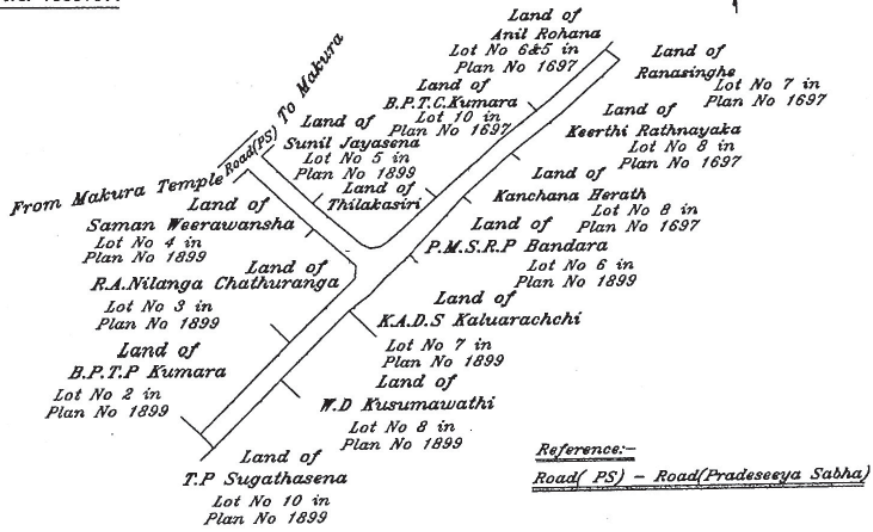 Land of
Anil Rohana
Lot No 6&5 in
Plan No 1697
Land of
Ranasinghe
Lot No 7 in
Plan No 1697
Land of
B.P.T.C.Kumara
Lot 10 in
Plan No 1697
Land of
Keerthi Rathnayaka
Lot No 8 in
Plan No 1697
Land of
Sunil Jayasena
Lot No 5 in
Plan No 1899
Road(PS) To Makura
From Makura Temple
Land of
Thilakasiri
Land of
Kanchana Herath
Lot No 8 in
Plan No 1697
Land of
Saman Weerawansha
Lot No 4 in
Plan No 1899
Land of
P.M.S.R.P Bandara
Lot No 6 in
Plan No 1899
Land of
R.A.Nilanga Chathuranga
Lot No 3 in
Plan No 1899
Land of
K.A.D.S Kaluarachchi
Lot No 7 in
Plan No 1899
Land of
B.P.T.P Kumara
Lot No 2 in
Plan No 1899
Land of
W.D Kusumawathi
Lot No 8 in
Plan No 1899
Land of
T.P Sugathasena
Lot No 10 in
Plan No 1899
Reference:-
Road( PS) - Road(Pradeseeya Sabha)